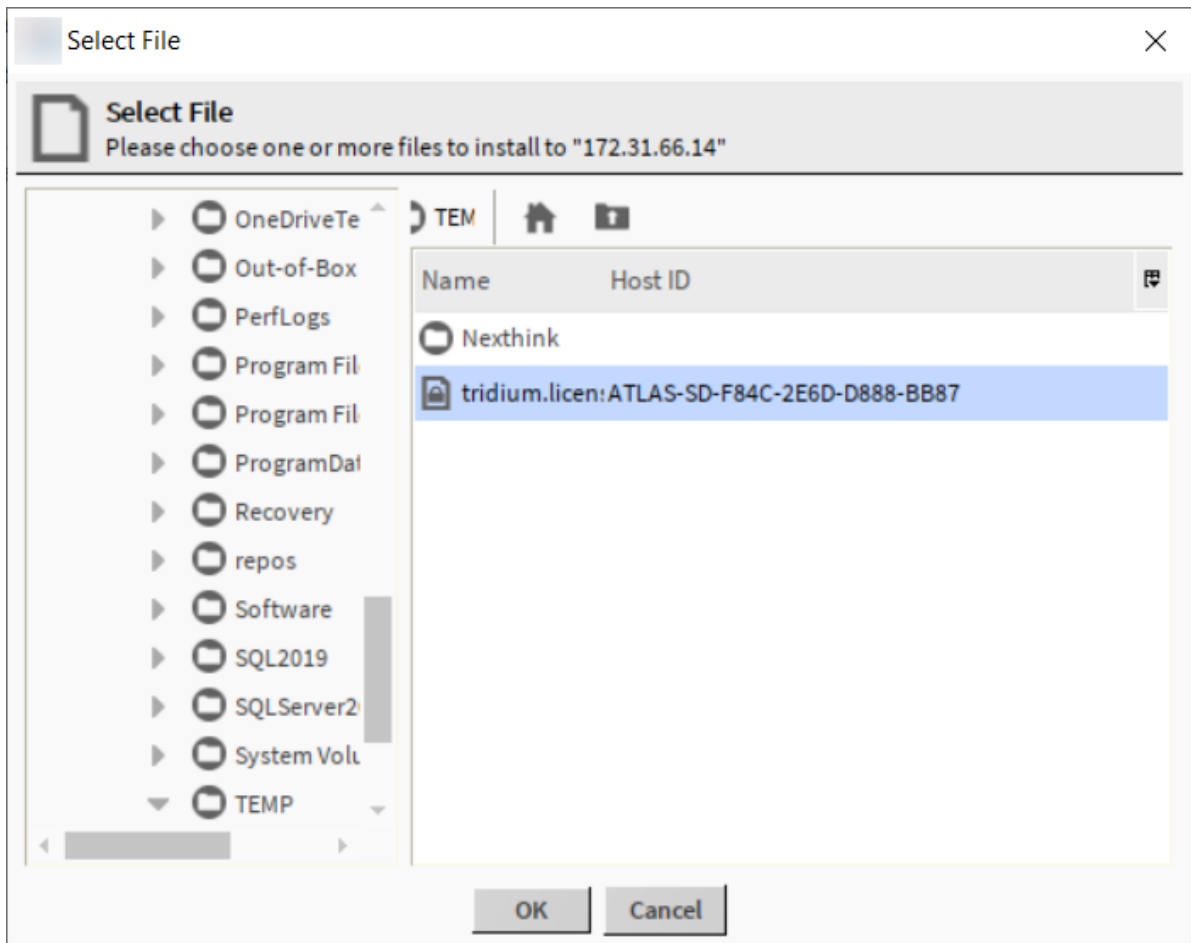 Select File
Select File
Please choose one or more files to install to "172.31.66.14"
OneDriveTe
Out-of-Box
PerfLogs
Program Fil
Program Fil
ProgramDat
Recovery
repos
Software
SQL2019
SQLServer2
System Volu
TEMP
TEM
Name Host ID
Nexthink
tridium.licen: ATLAS-SD-F84C-2E6D-D888-BB87
OK Cancel